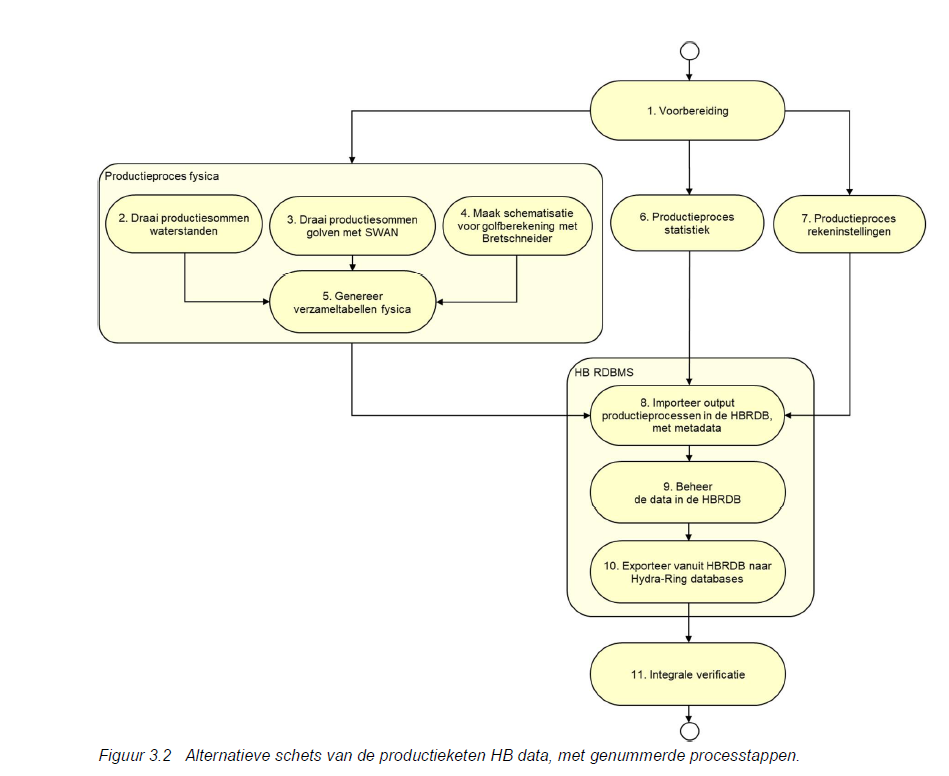 1. Voorbereiding
Productieproces fysica
2. Draai productiesommen
waterstanden
3. Draai productiesommen
golven met SWAN
4. Maak schematisatie
voor golfberekening met
Bretschneider
5. Genereer
verzameltabellen fysica
6. Productieproces
statistiek
7. Productieproces
rekeninstellingen
HB RDBMS
8. Importeer output
productieprocessen in de HBRDB,
met metadata
9. Beheer
de data in de HBRDB
10. Exporteer vanuit HBRDB naar
Hydra-Ring databases
11. Integrale verificatie
Figuur 3.2 Alternatieve schets van de productieketen HB data, met genummerde processtappen.